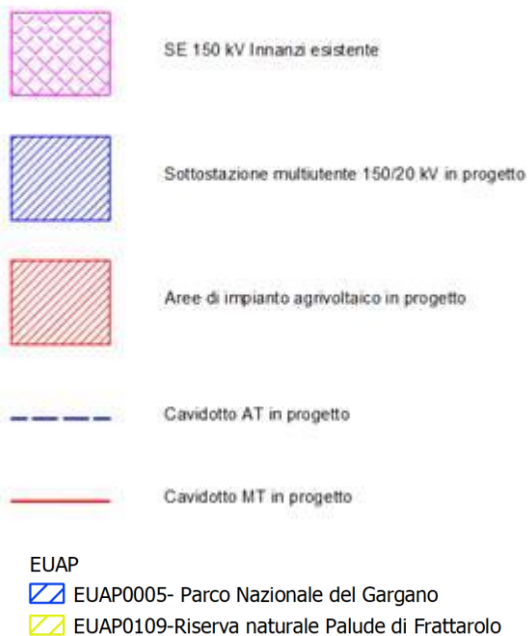 SE 150 kV Innanzi esistente
Sottostazione multiutente 150/20 kV in progetto
Aree di impianto agrivoltaico in progetto
Cavidotto AT in progetto
Cavidotto MT in progetto
EUAP
EUAP0005- Parco Nazionale del Gargano
EUAP0109-Riserva naturale Palude di Frattarolo